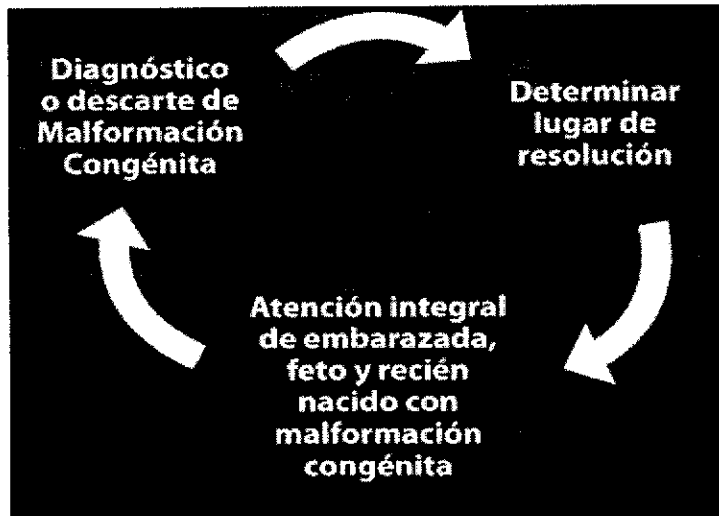 Diagnóstico
o descarte de
Malformación
Congénita
Determinar
lugar de
resolución
Atención integral
de embarazada,
feto y recién
nacido con
malformación
congénita